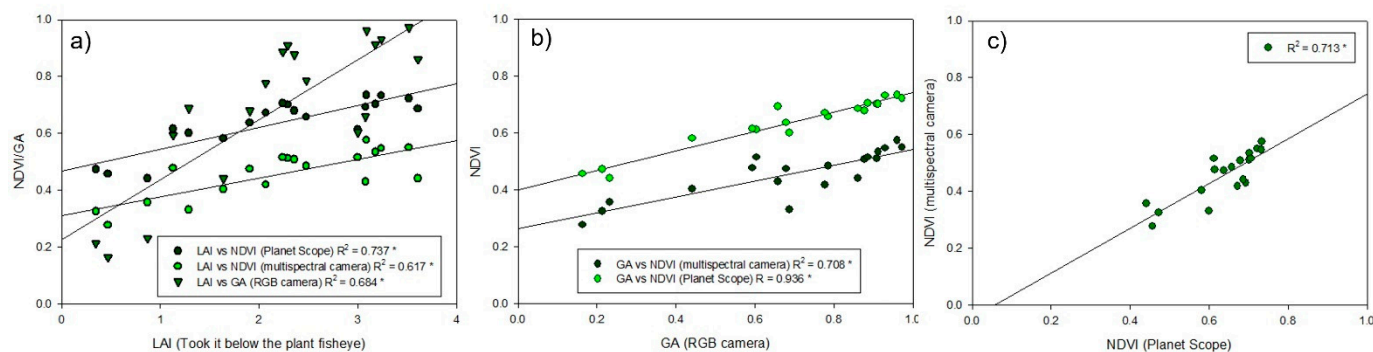 a)
NDVI/GA
1.0
0.8
0.6
0.4
0.2
0.0
LAI vs NDVI (Planet Scope) R² = 0.737 *
LAI vs NDVI (multispectral camera) R² = 0.617 *
LAI vs GA (RGB camera) R² = 0.684 *
0 1 2 3 4
LAI (Took it below the plant fisheye)
b)
NDVI
1.0
0.8
0.6
0.4
0.2
0.0
GA vs NDVI (multispectral camera) R² = 0.708 *
GA vs NDVI (Planet Scope) R = 0.936 *
0.0 0.2 0.4 0.6 0.8 1.0
GA (RGB camera)
c)
R² = 0.713 *
NDVI (multispectral camera)
1.0
0.8
0.6
0.4
0.2
0.0
0.0 0.2 0.4 0.6 0.8 1.0
NDVI (Planet Scope)